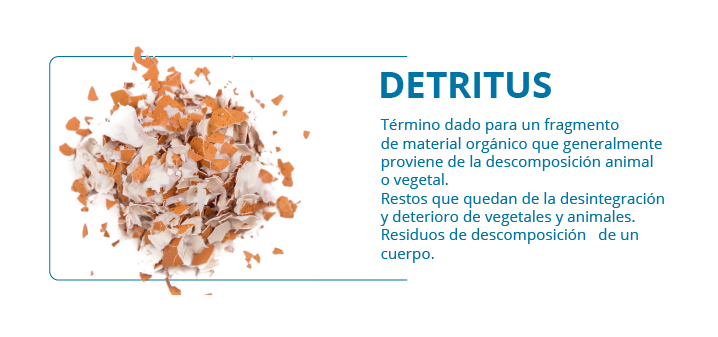 DETRITUS
Término dado para un fragmento
de material orgánico que generalmente
proviene de la descomposición animal
o vegetal.
Restos que quedan de la desintegración
y deterioro de vegetales y animales.
Residuos de descomposición de un
cuerpo.